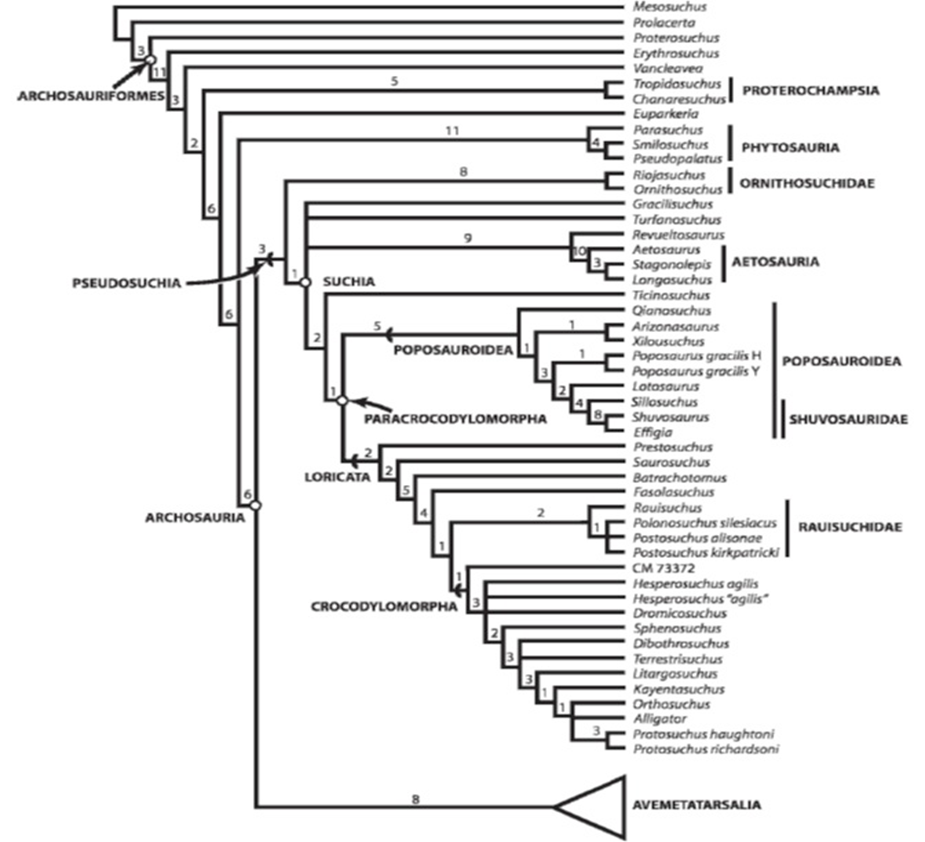 Mesosuchus
Prolacerta
Proterosuchus
3
Erythrosuchus
11
Vancleavea
ARCHOSAURIFORMES
3
5
Tropidosuchus
Chanaresuchus
PROTEROCHAMPSIA
Euparkeria
2
11
Parasuchus
4
Smilosuchus
Pseudopalatus
PHYTOSAURIA
8
Riojasuchus
Ornithosuchus
ORNITHOSUCHIDAE
6
Gracilisuchus
Turfanosuchus
9
Revueltosaurus
10
Aetosaurus
3
Stagonolepis
Longosuchus
AETOSAURIA
3
PSEUDOSUCHIA
1
SUCHIA
Ticinosuchus
6
Qianosuchus
5
1
Arizonasaurus
Xilousuchus
2
POPOSAUROIDEA
1
1
Poposaurus gracilis H
Poposaurus gracilis Y
POPOSAUROIDEA
3
2
Lotosaurus
1
4
Sillosuchus
8
Shuvosaurus
Effigia
SHUVOSAURIDAE
PARACROCODYLOMORPHA
2
Prestosuchus
LORICATA
2
Saurosuchus
Batrachotomus
5
Fasolasuchus
6
4
2
Rauisuchus
1
Polonosuchus silesiacus
Postosuchus alisonae
Postosuchus kirkpatricki
RAUISUCHIDAE
ARCHOSAURIA
1
CM 73372
1
Hesperosuchus agilis
CROCODYLOMORPHA
3
Hesperosuchus "agilis"
Dromicosuchus
2
Sphenosuchus
Dibothrosuchus
3
Terrestrisuchus
3
Litargosuchus
1
Kayentasuchus
1
Orthosuchus
Alligator
3
Protosuchus haughtoni
Protosuchus richardsoni
8
AVEMETATARSALIA